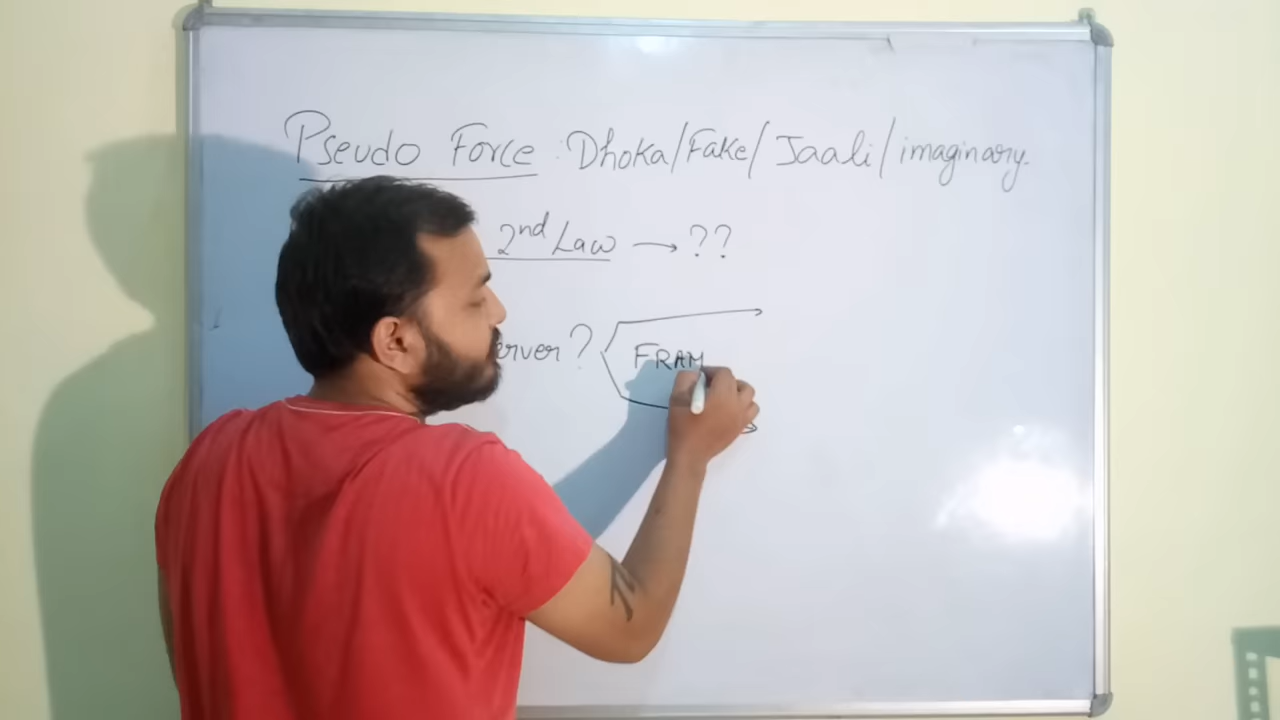 Pseudo Force : Dhoka/Fake/Jaali/imaginary.
2nd Law → ??
erver ? FRAM